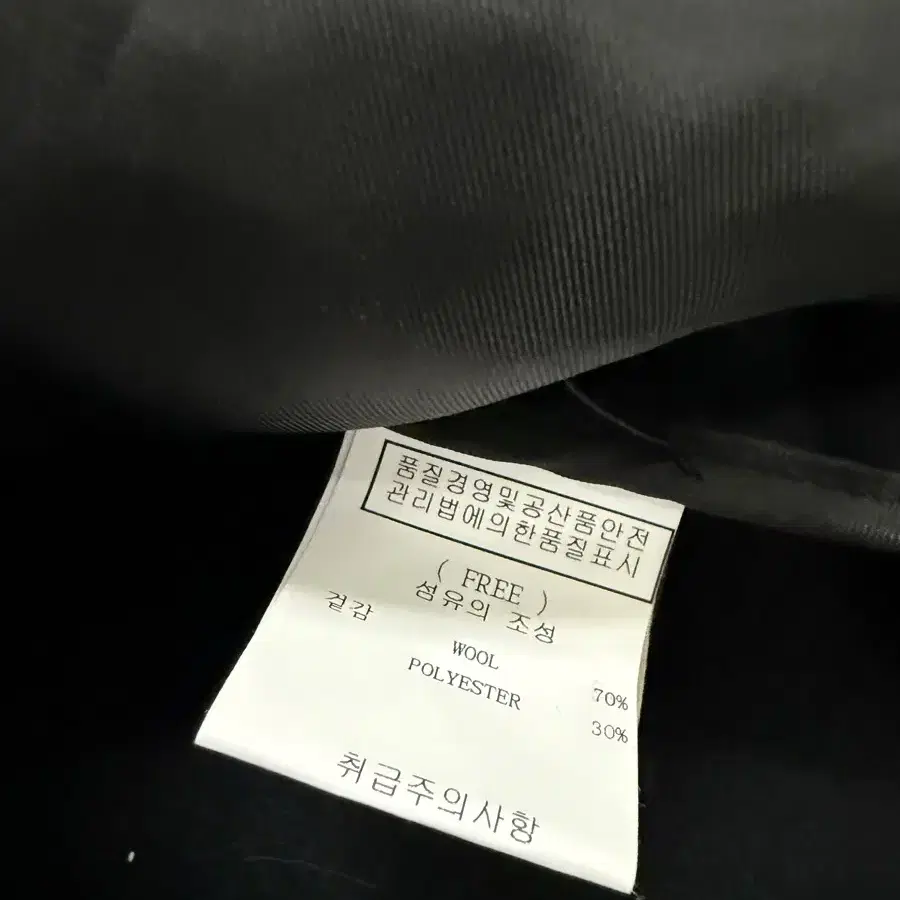 품질경영및공산품안전
관리법에의한품질표시
( FREE )
섬유의 조성
겉감
WOOL 70%
POLYESTER 30%
취급주의사항